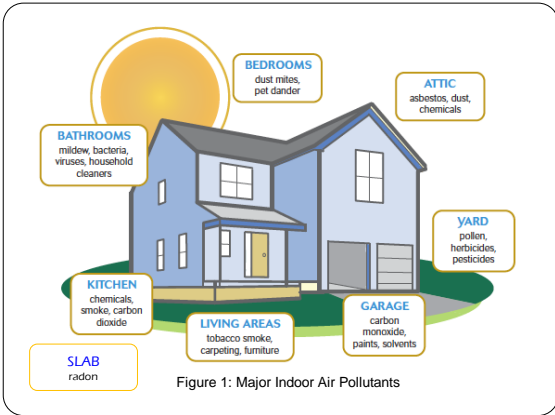 BEDROOMS
dust mites,
pet dander
ATTIC
asbestos, dust,
chemicals
BATHROOMS
mildew, bacteria,
viruses, household
cleaners
YARD
pollen,
herbicides,
pesticides
KITCHEN
chemicals,
smoke, carbon
dioxide
LIVING AREAS
tobacco smoke,
carpeting, furniture
GARAGE
carbon
monoxide,
paints, solvents
SLAB
radon
Figure 1: Major Indoor Air Pollutants